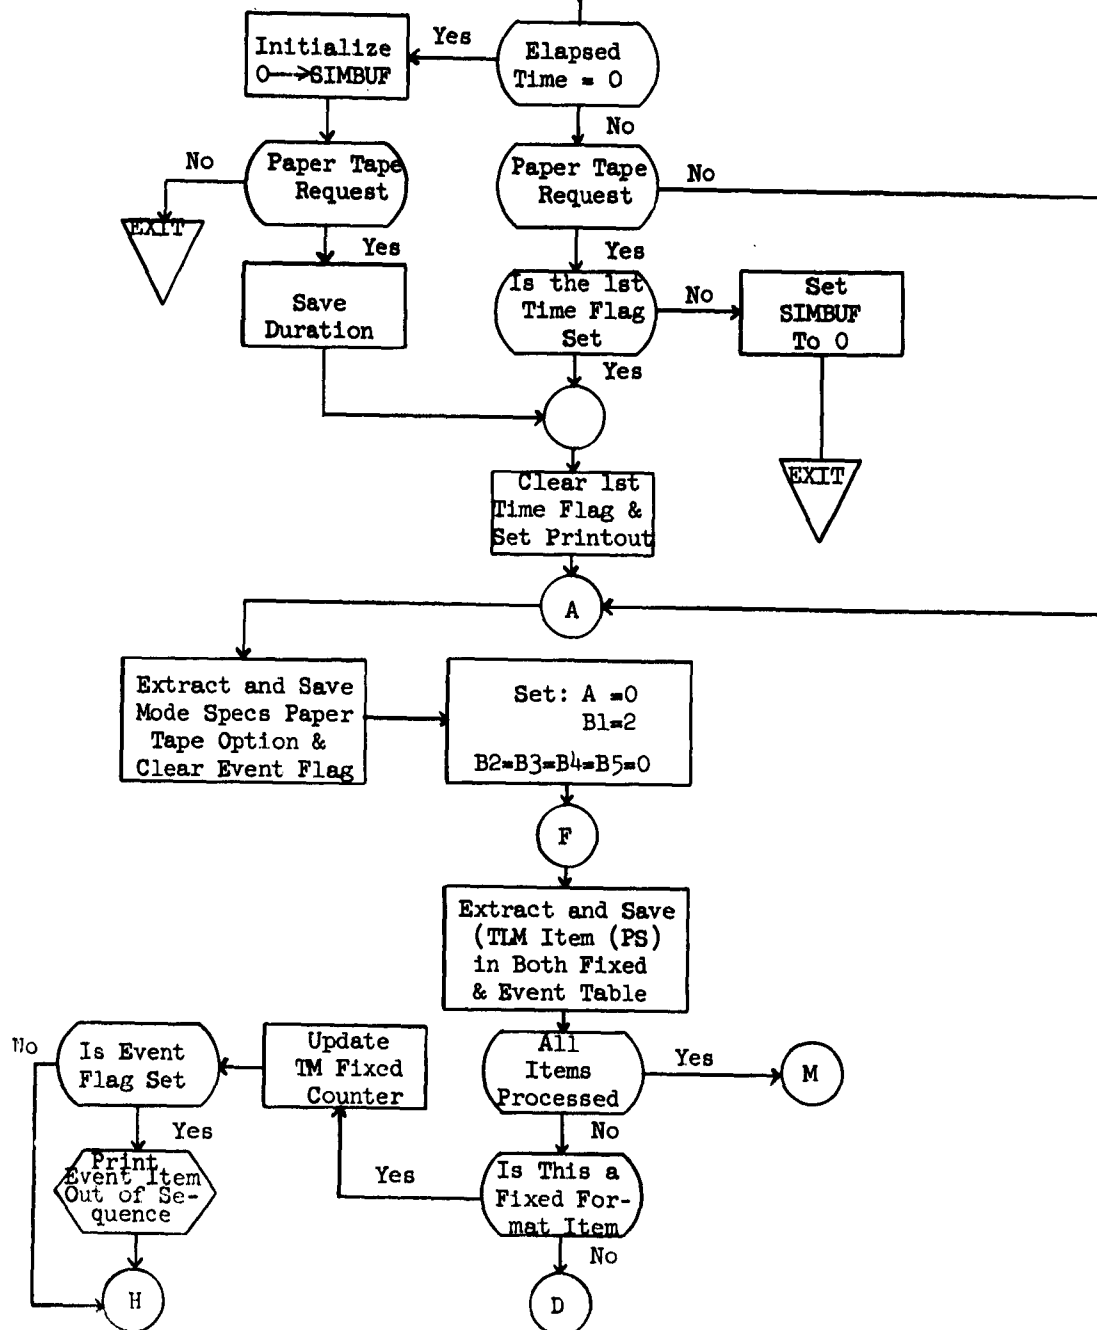 Initialize
O-->SIMBUF
Yes
Elapsed
Time = 0
No
Paper Tape
Request
No
EXIT
Yes
Save
Duration
Paper Tape
Request
No
Yes
Is the 1st
Time Flag
Set
No
Set
SIMBUF
To 0
EXIT
Yes
Clear 1st
Time Flag &
Set Printout
A
Extract and Save
Mode Specs Paper
Tape Option &
Clear Event Flag
Set: A =0
B1=2
B2=B3=B4=B5=0
F
Extract and Save
(TLM Item (PS)
in Both Fixed
& Event Table
All
Items
Processed
Yes
M
No
Is This a
Fixed For-
mat Item
Yes
Update
TM Fixed
Counter
Is Event
Flag Set
No
Yes
Print
Event Item
Out of Se-
quence
H
No
D